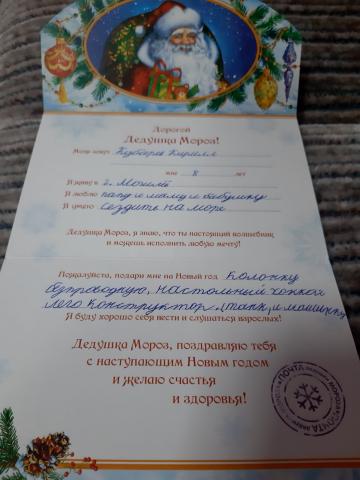 Дорогой
Дедушка Мороз!
Меня зовут Кирилл
мне 8 лет
Я живу в г. Могилёв
Я люблю папу и маму и бабушку
Я умею ездить на море
Дедушка Мороз, я знаю, что ты настоящий волшебник
и можешь исполнить любую мечту!
Пожалуйста, подари мне на Новый год колонку
безпроводную, настольный хоккей
лего конструктор, (танк, и машинку)
Я буду хорошо себя вести и слушаться взрослых!
Дедушка Мороз, поздравляю тебя
с наступающим Новым годом
и желаю счастья
и здоровья!
ПОЧТА
ПОЧТА